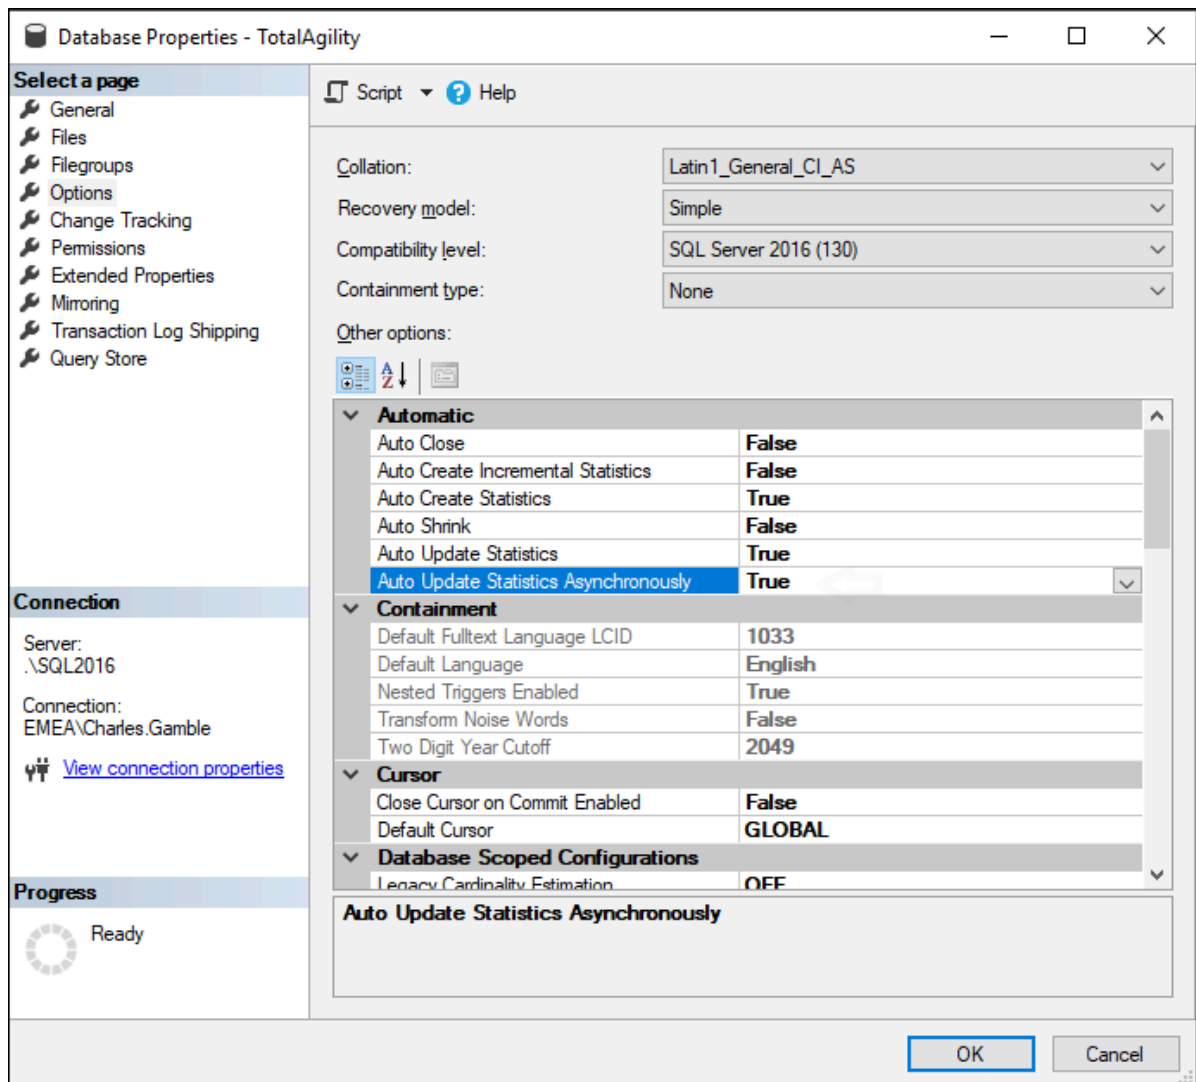 Database Properties - TotalAgility
Select a page
General
Files
Filegroups
Options
Change Tracking
Permissions
Extended Properties
Mirroring
Transaction Log Shipping
Query Store
Connection
Server:
.\SQL2016
Connection:
EMEA\Charles.Gamble
View connection properties
Progress
Ready
Script Help
Collation: Latin1_General_CI_AS
Recovery model: Simple
Compatibility level: SQL Server 2016 (130)
Containment type: None
Other options:
Automatic
Auto Close False
Auto Create Incremental Statistics False
Auto Create Statistics True
Auto Shrink False
Auto Update Statistics True
Auto Update Statistics Asynchronously True
Containment
Default Fulltext Language LCID 1033
Default Language English
Nested Triggers Enabled True
Transform Noise Words False
Two Digit Year Cutoff 2049
Cursor
Close Cursor on Commit Enabled False
Default Cursor GLOBAL
Database Scoped Configurations
Legacy Cardinality Estimation OFF
Auto Update Statistics Asynchronously
OK Cancel